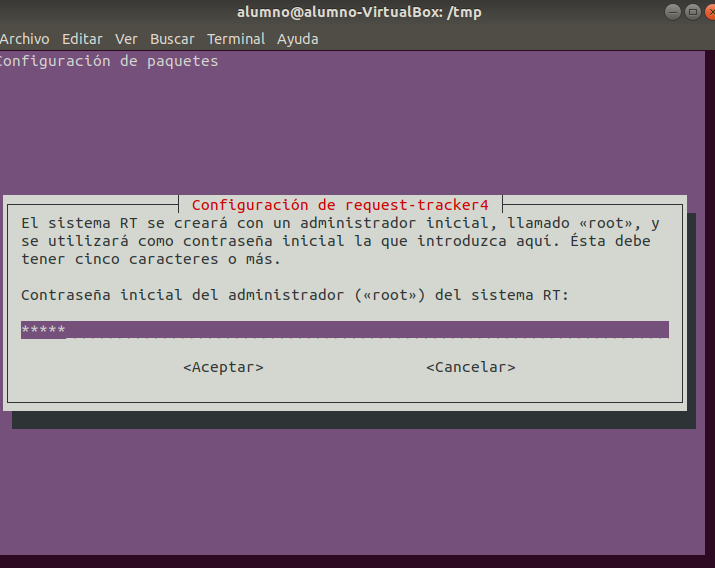 alumno@alumno-VirtualBox: /tmp
Archivo Editar Ver Buscar Terminal Ayuda
Configuración de paquetes
Configuración de request-tracker4
El sistema RT se creará con un administrador inicial, llamado «root», y
se utilizará como contraseña inicial la que introduzca aquí. Ésta debe
tener cinco caracteres o más.
Contraseña inicial del administrador («root») del sistema RT:
*****
<Aceptar> <Cancelar>